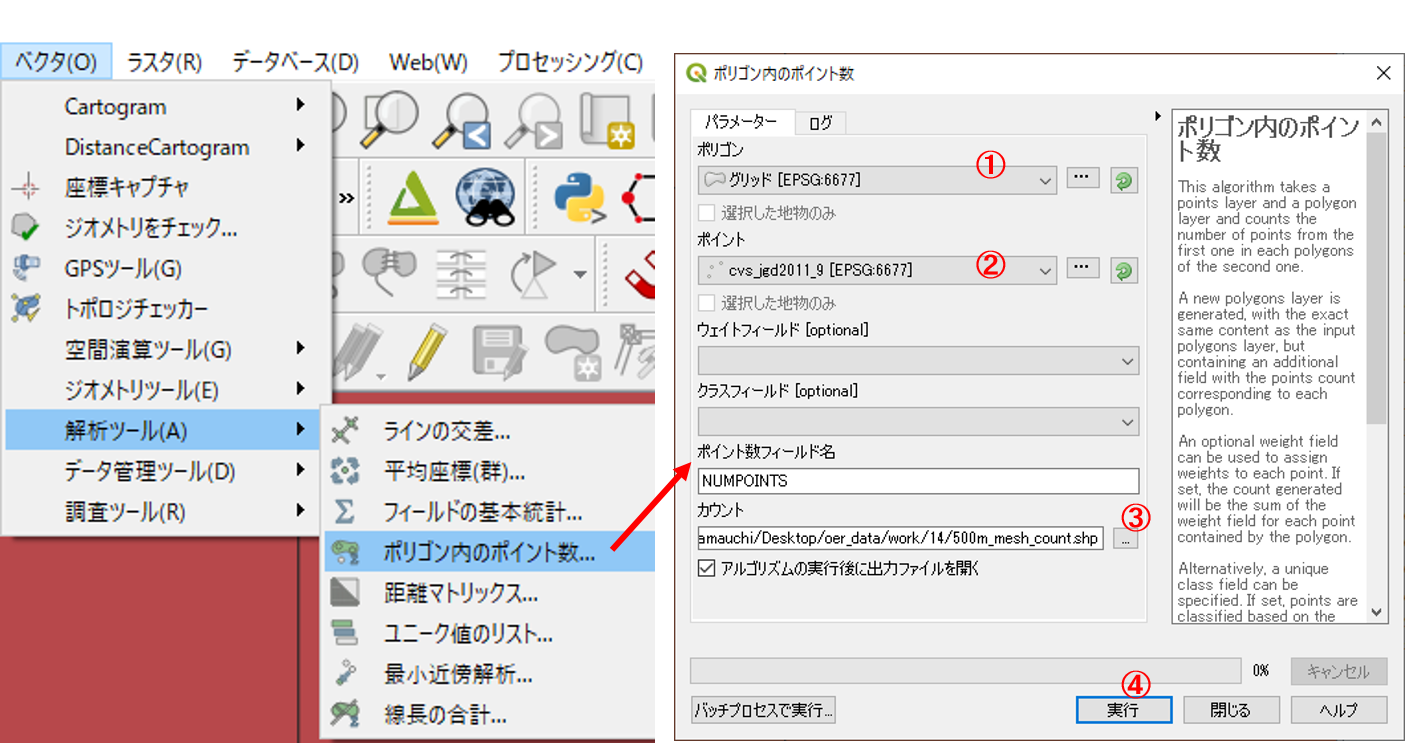 ベクタ(O) ラスタ(R) データベース(D) Web(W) プロセッシング(C)
Cartogram
DistanceCartogram
座標キャプチャ
ジオメトリをチェック...
GPSツール(G)
トポロジチェッカー
空間演算ツール(G)
ジオメトリツール(E)
解析ツール(A)
データ管理ツール(D)
調査ツール(R)
»
ラインの交差...
平均座標(群)...
フィールドの基本統計...
ポリゴン内のポイント数...
距離マトリックス...
ユニーク値のリスト...
最小近傍解析...
線長の合計...
ポリゴン内のポイント数
パラメーター ログ
ポリゴン
①
グリッド [EPSG:6677]
...
選択した地物のみ
ポイント
②
cvs_jgd2011_9 [EPSG:6677]
...
選択した地物のみ
ウェイトフィールド [optional]
クラスフィールド [optional]
ポイント数フィールド名
NUMPOINTS
カウント
③
amauchi/Desktop/oer_data/work/14/500m_mesh_count.shp
...
アルゴリズムの実行後に出力ファイルを開く
ポリゴン内のポイン
ト数
This algorithm takes a
points layer and a polygon
layer and counts the
number of points from the
first one in each polygons
of the second one.
A new polygons layer is
generated, with the exact
same content as the input
polygons layer, but
containing an additional
field with the points count
corresponding to each
polygon.
An optional weight field
can be used to assign
weights to each point. If
set, the count generated
will be the sum of the
weight field for each point
contained by the polygon.
Alternatively, a unique
class field can be
specified. If set, points are
classified based on the
0% キャンセル
④
バッチプロセスで実行... 実行 閉じる ヘルプ